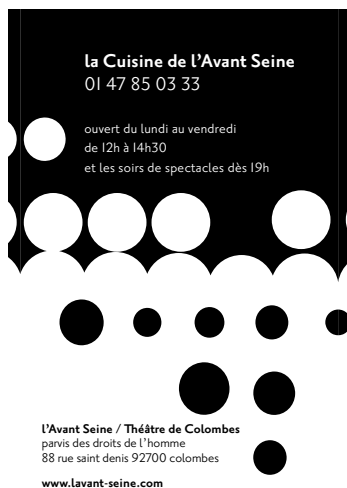 la Cuisine de l'Avant Seine
01 47 85 03 33
ouvert du lundi au vendredi
de 12h à 14h30
et les soirs de spectacles dès 19h
l'Avant Seine / Théâtre de Colombes
parvis des droits de l'homme
88 rue saint denis 92700 colombes
www.lavant-seine.com